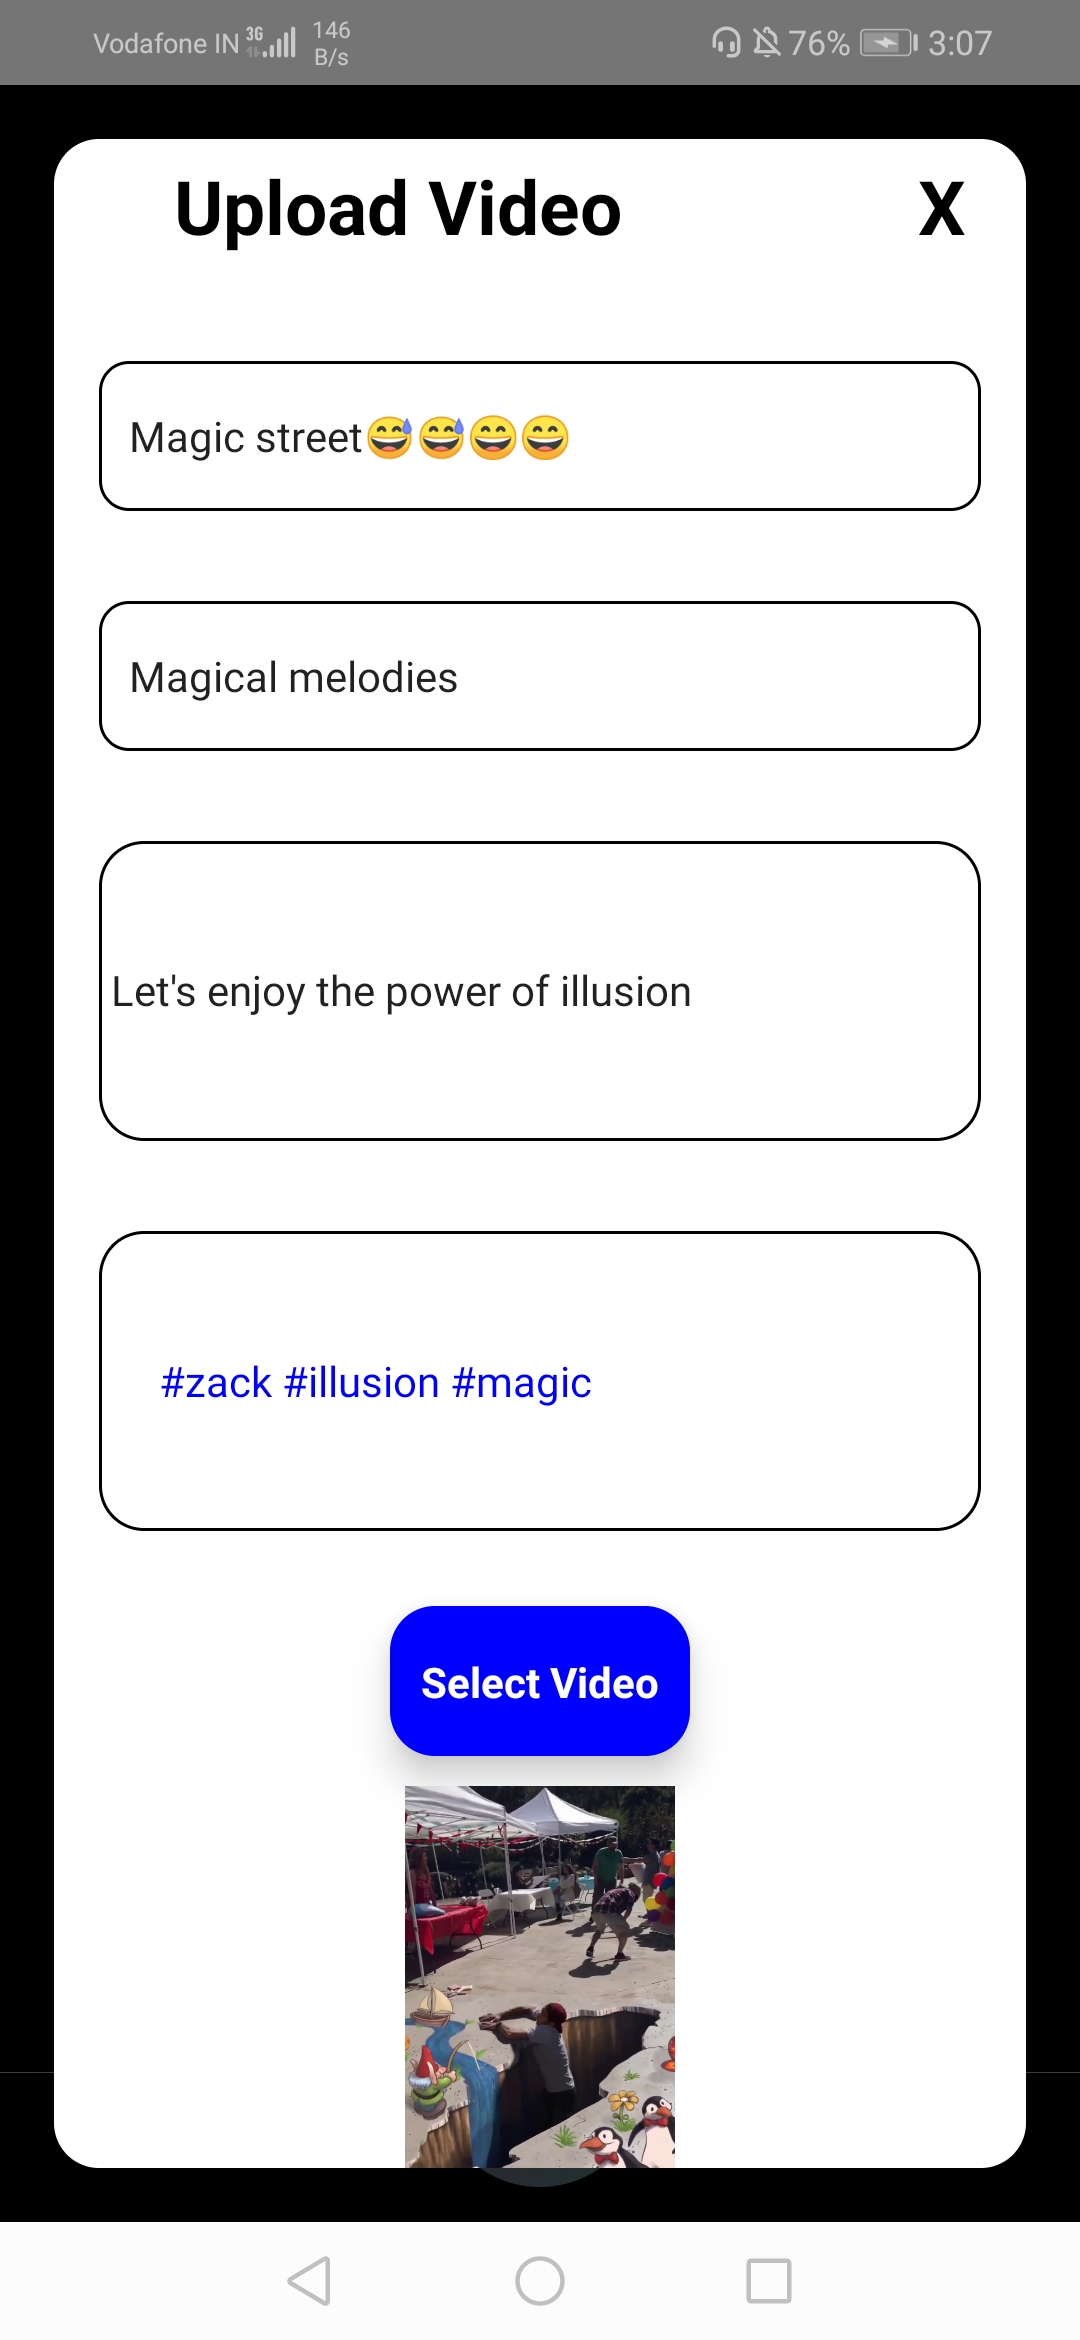 Vodafone IN 3G 146 B/s 76% 3:07
Upload Video X
Magic street😅😅😄😄
Magical melodies
Let's enjoy the power of illusion
#zack #illusion #magic
Select Video